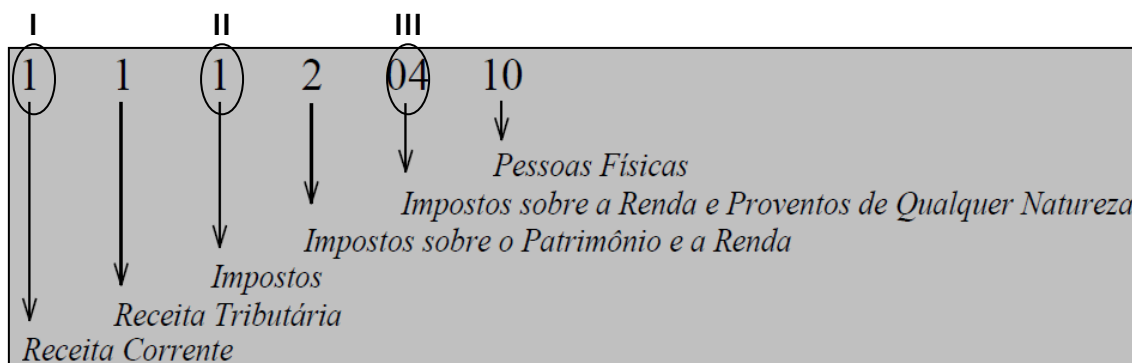 I II III
1 1 1 2 04 10
Pessoas Físicas
Impostos sobre a Renda e Proventos de Qualquer Natureza
Impostos sobre o Patrimônio e a Renda
Impostos
Receita Tributária
Receita Corrente